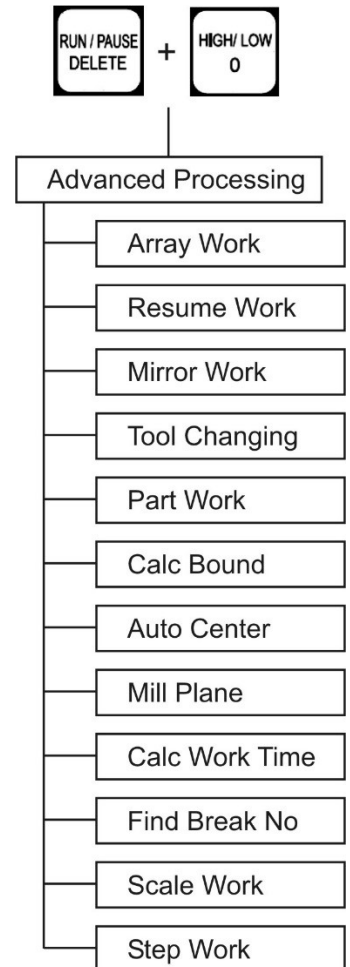 RUN / PAUSE
DELETE
+
HIGH/ LOW
0
Advanced Processing
Array Work
Resume Work
Mirror Work
Tool Changing
Part Work
Calc Bound
Auto Center
Mill Plane
Calc Work Time
Find Break No
Scale Work
Step Work